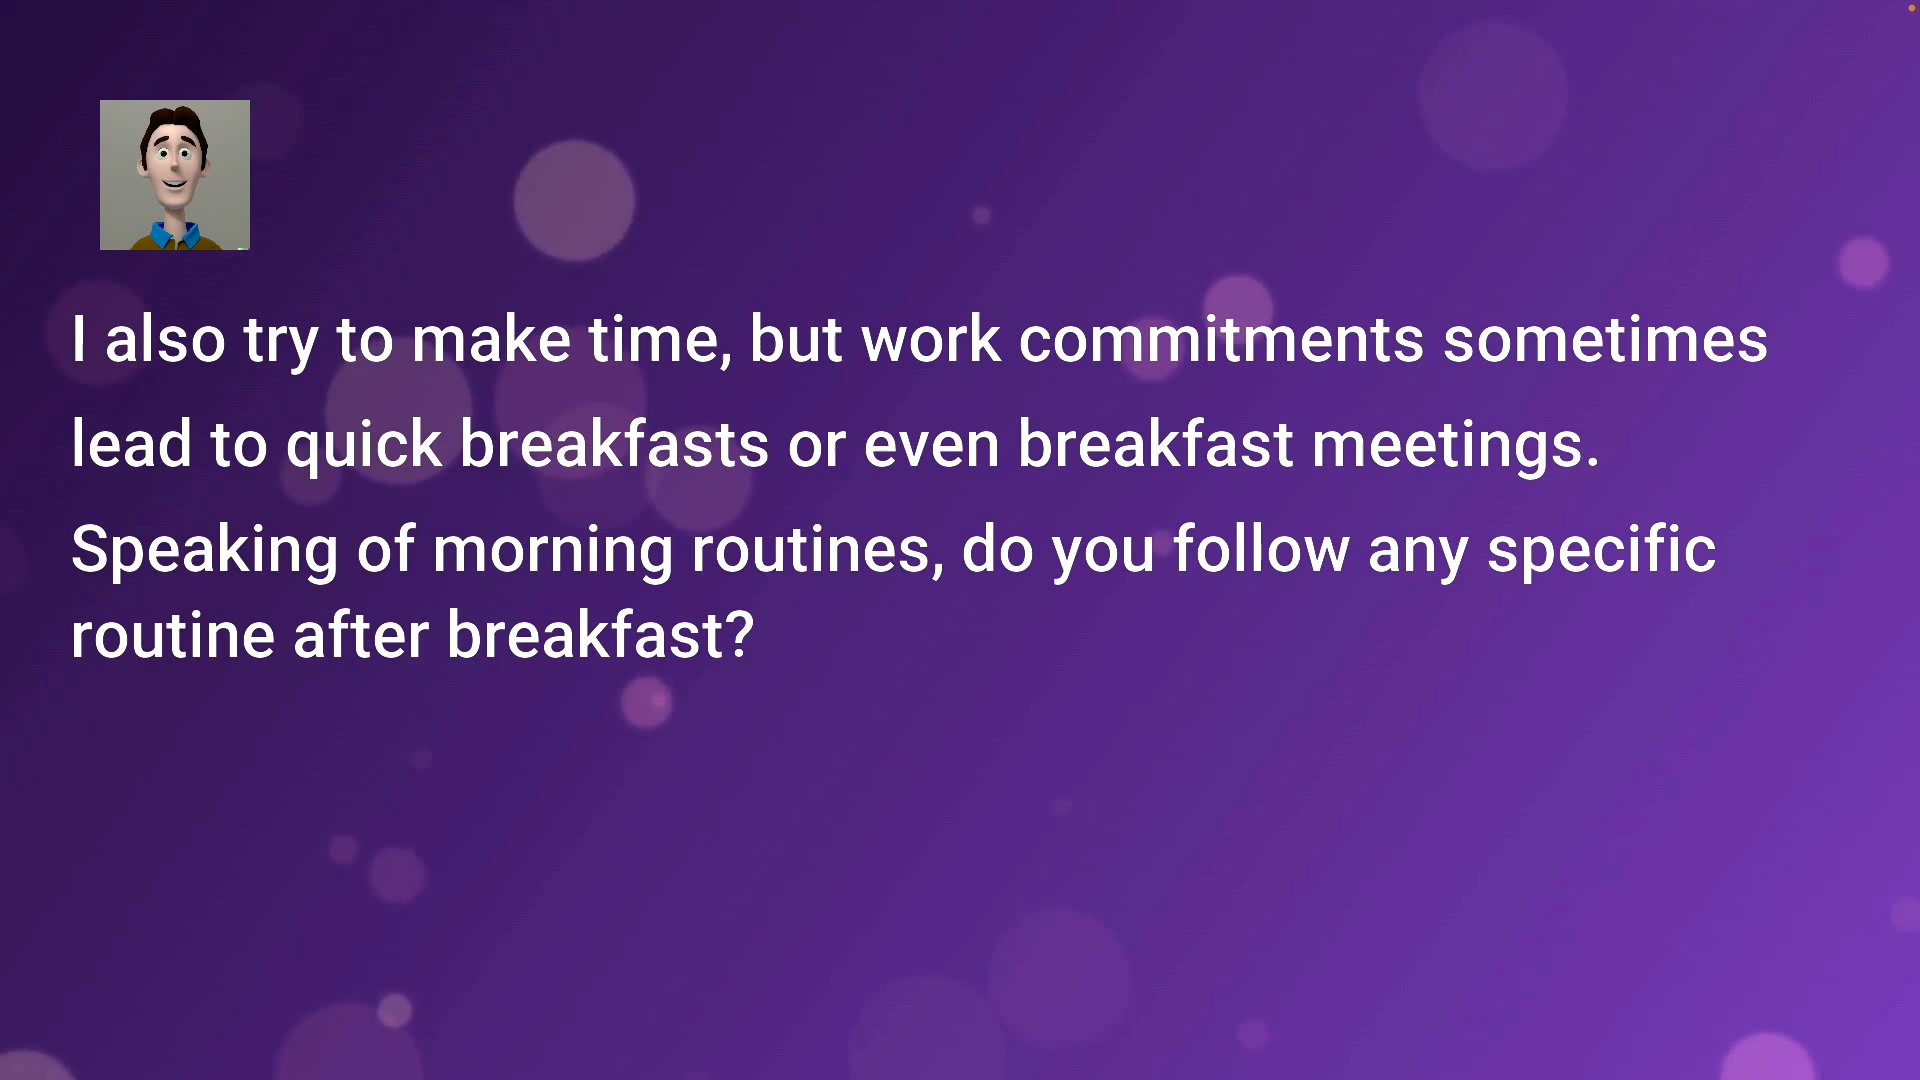 I also try to make time, but work commitments sometimes
lead to quick breakfasts or even breakfast meetings.
Speaking of morning routines, do you follow any specific
routine after breakfast?